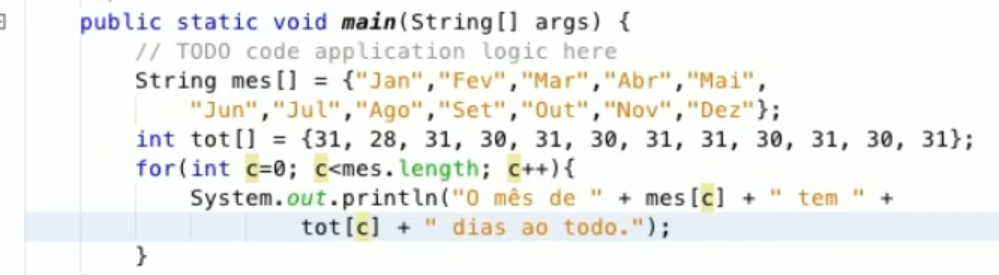 public static void main(String[] args) {
// TODO code application logic here
String mes[] = {"Jan","Fev","Mar","Abr","Mai",
"Jun","Jul","Ago","Set","Out","Nov","Dez"};
int tot[] = {31, 28, 31, 30, 31, 30, 31, 31, 30, 31, 30, 31};
for(int c=0; c<mes.length; c++){
System.out.println("O mês de " + mes[c] + " tem " +
tot[c] + " dias ao todo.");
}